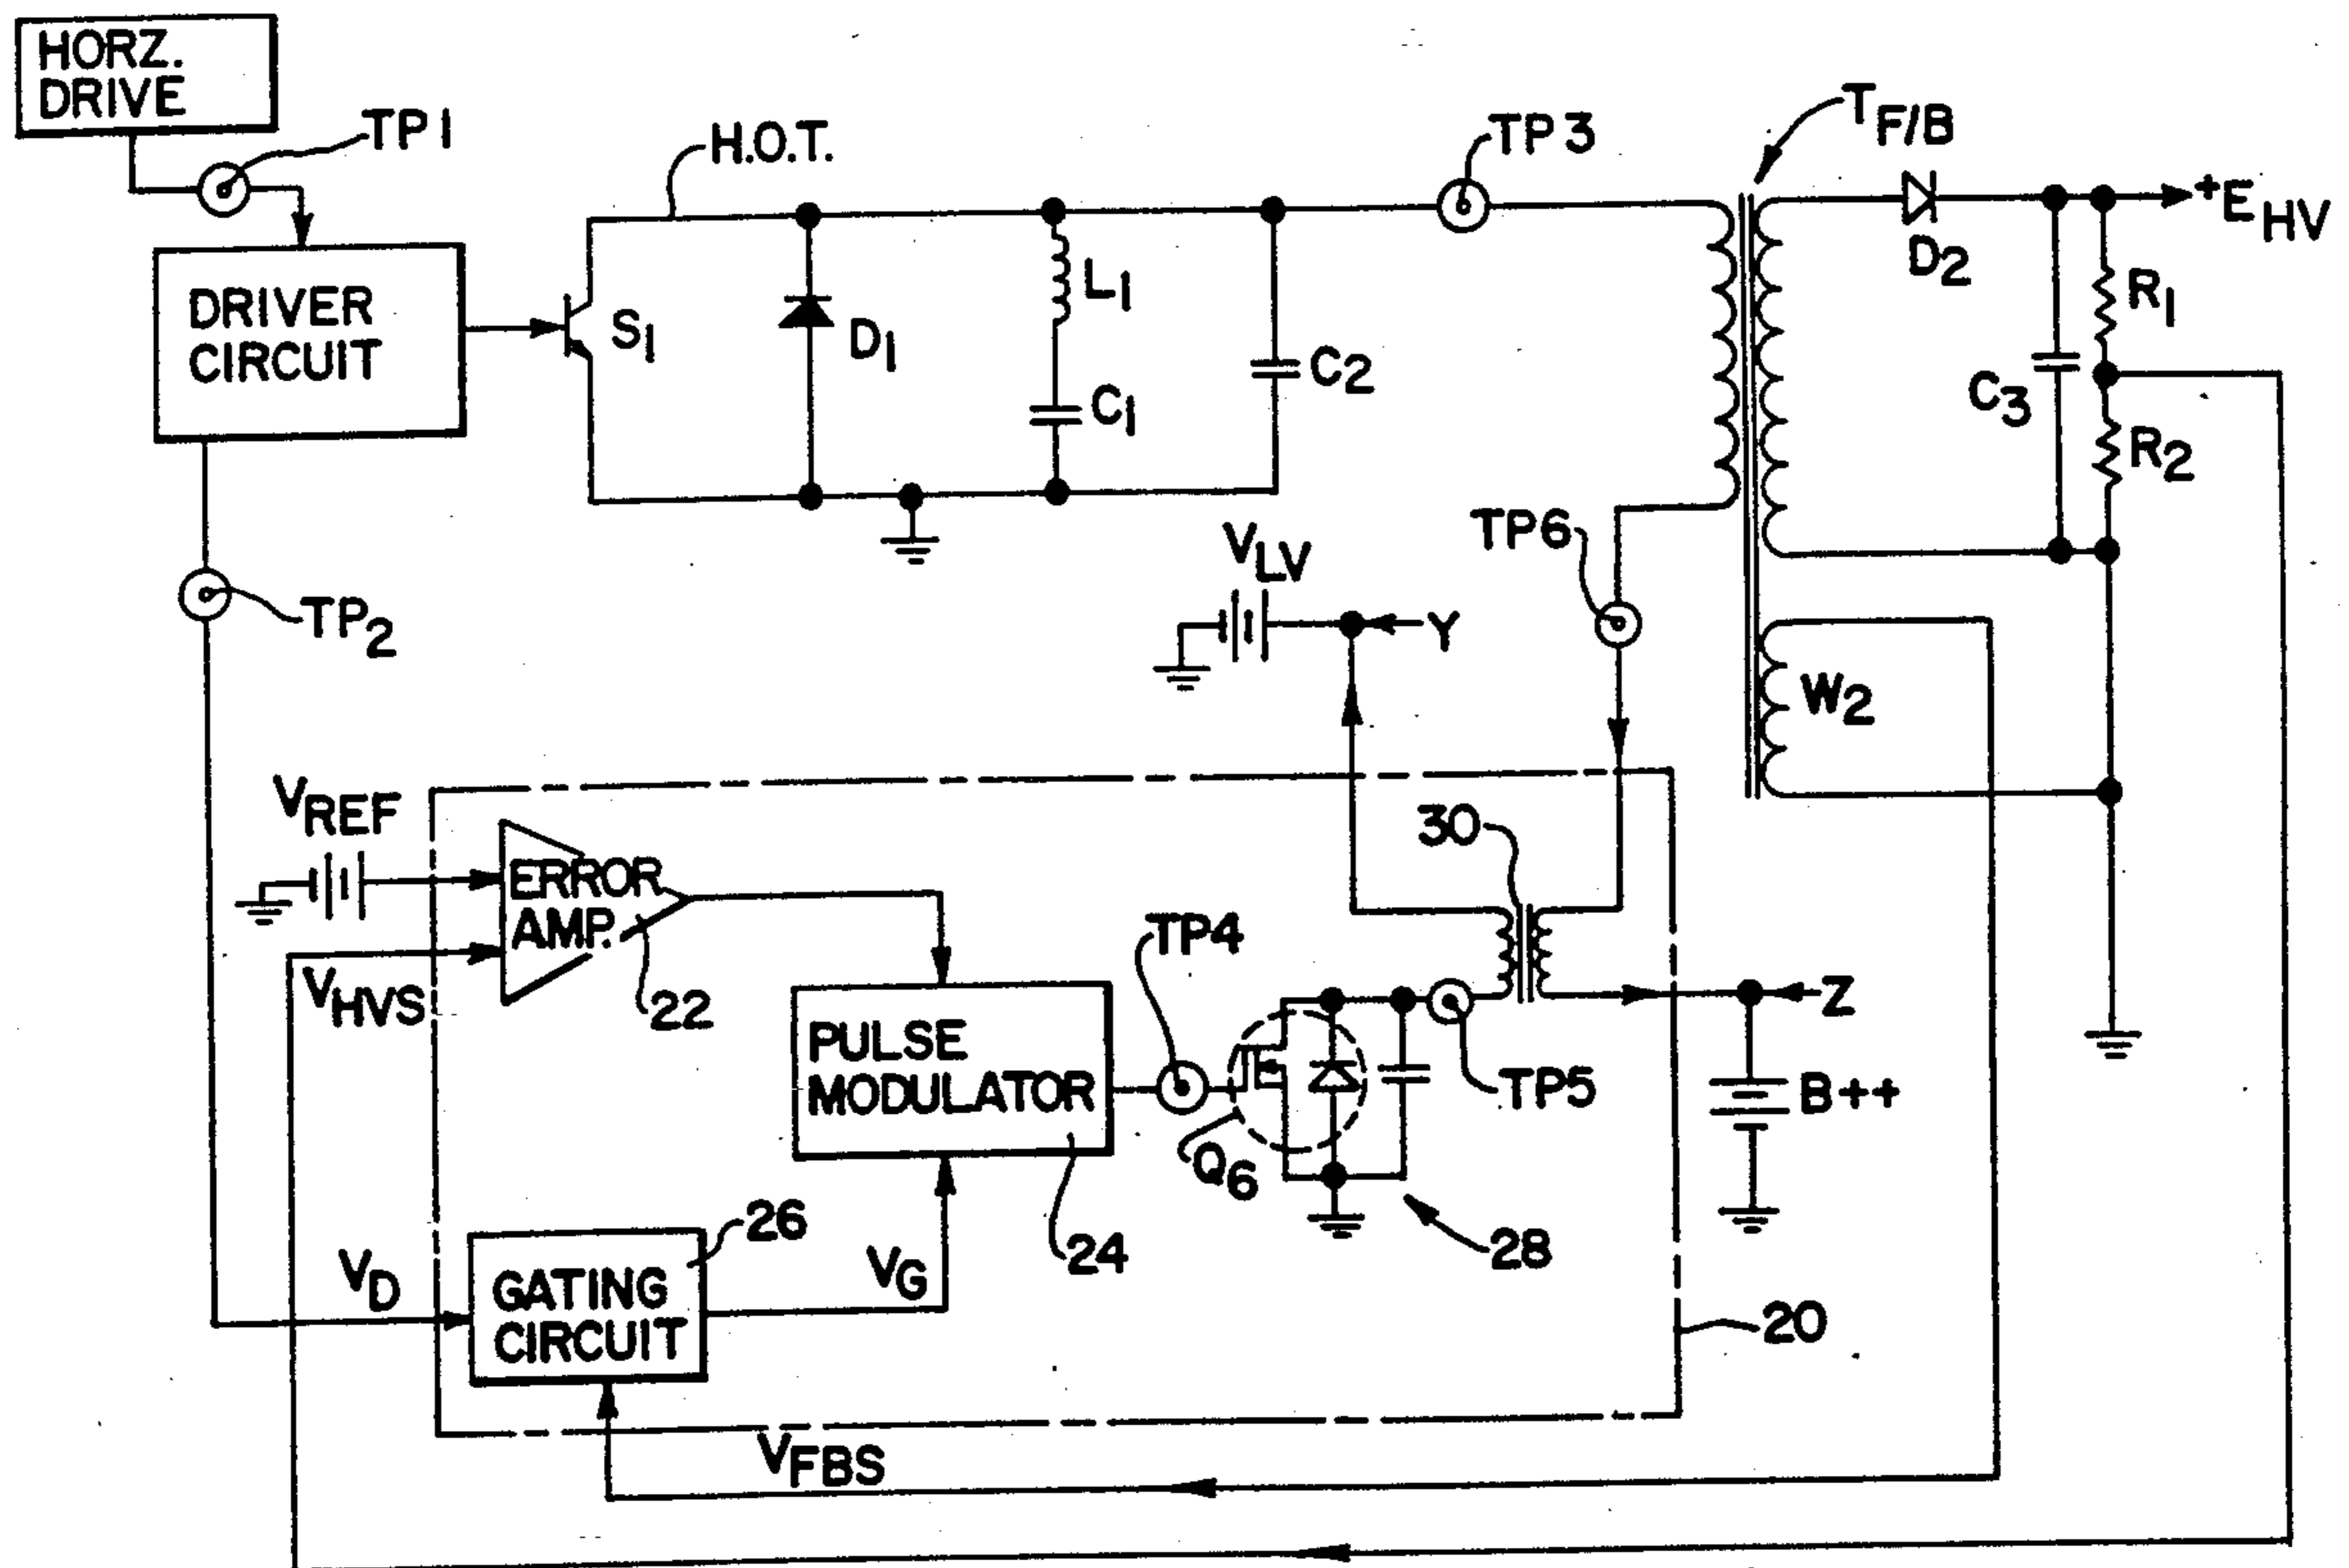 HORZ.
DRIVE
TP1
H.O.T.
TP3
T F/B
+E HV
DRIVER
CIRCUIT
S1
D1
L1
C1
C2
D2
R1
C3
R2
TP2
VLV
Y
TP6
W2
VREF
ERROR
AMP.
VHVS
22
30
TP4
Z
PULSE
MODULATOR
TP5
B++
Q6
24
28
26
VD
GATING
CIRCUIT
VG
20
VFBS